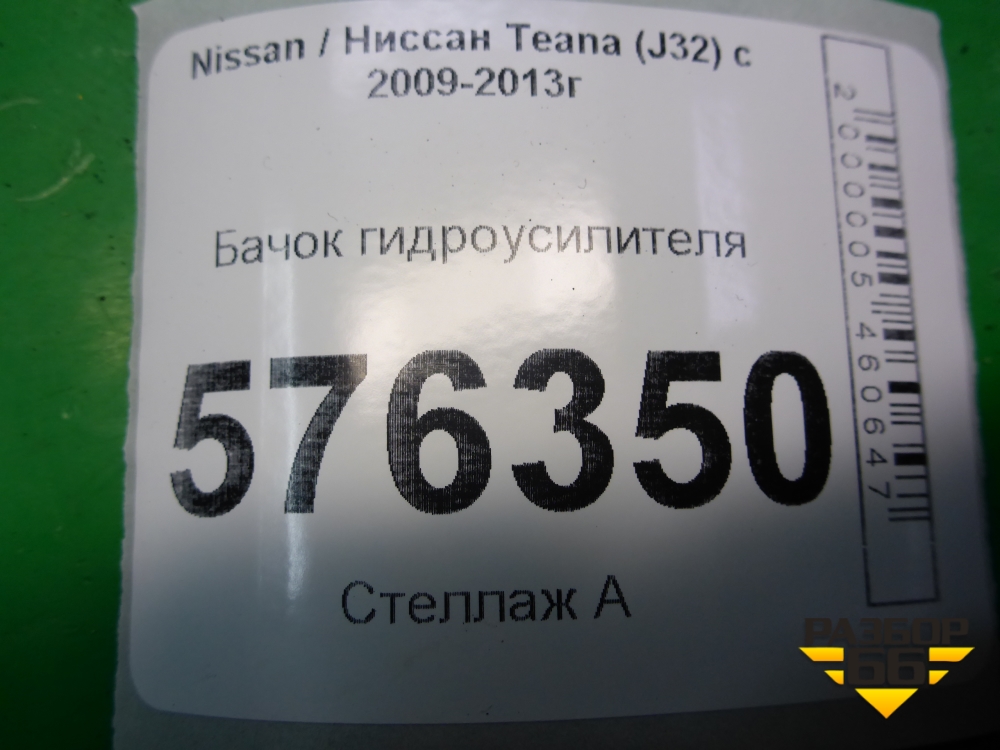 Nissan / Ниссан Teana (J32) с
2009-2013г
Бачок гидроусилителя
576350
Стеллаж А
2000005460647
РАЗБОР
66